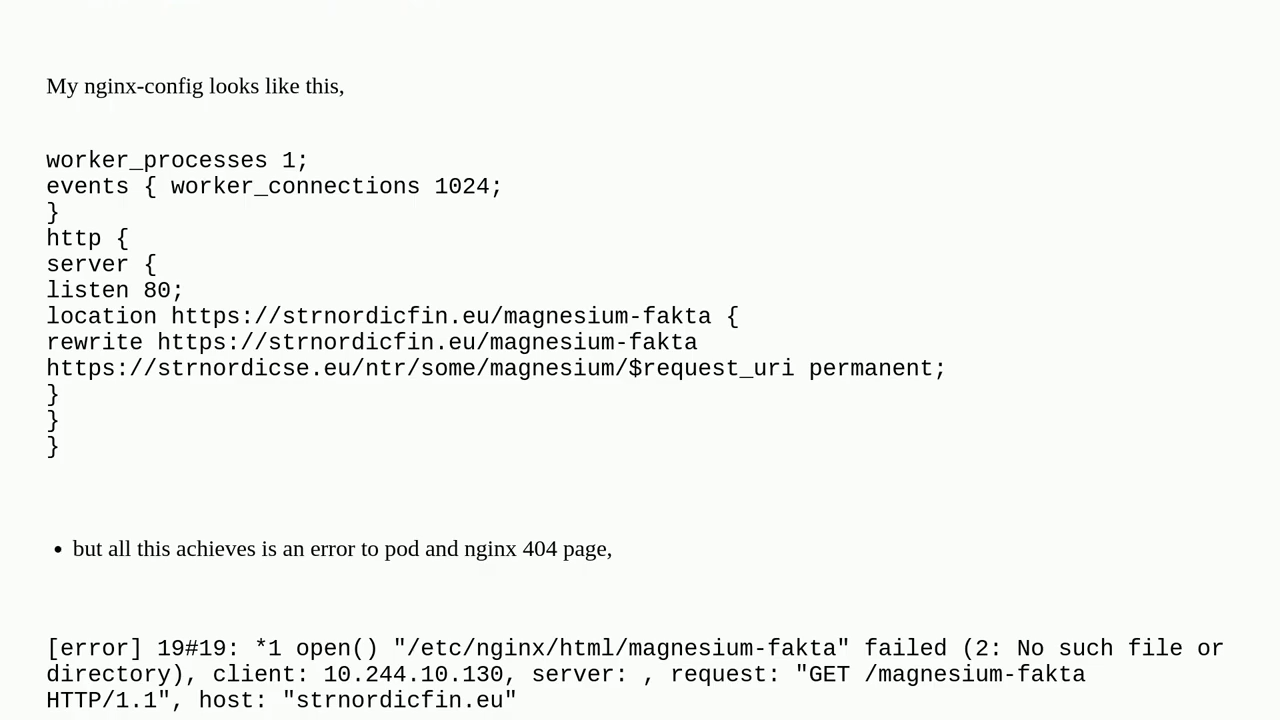 My nginx-config looks like this,
worker_processes 1;
events { worker_connections 1024;
}
http {
server {
listen 80;
location https://strnordicfin.eu/magnesium-fakta {
rewrite https://strnordicfin.eu/magnesium-fakta
https://strnordicse.eu/ntr/some/magnesium/$request_uri permanent;
}
}
}
• but all this achieves is an error to pod and nginx 404 page,
[error] 19#19: *1 open() "/etc/nginx/html/magnesium-fakta" failed (2: No such file or
directory), client: 10.244.10.130, server: , request: "GET /magnesium-fakta
HTTP/1.1", host: "strnordicfin.eu"